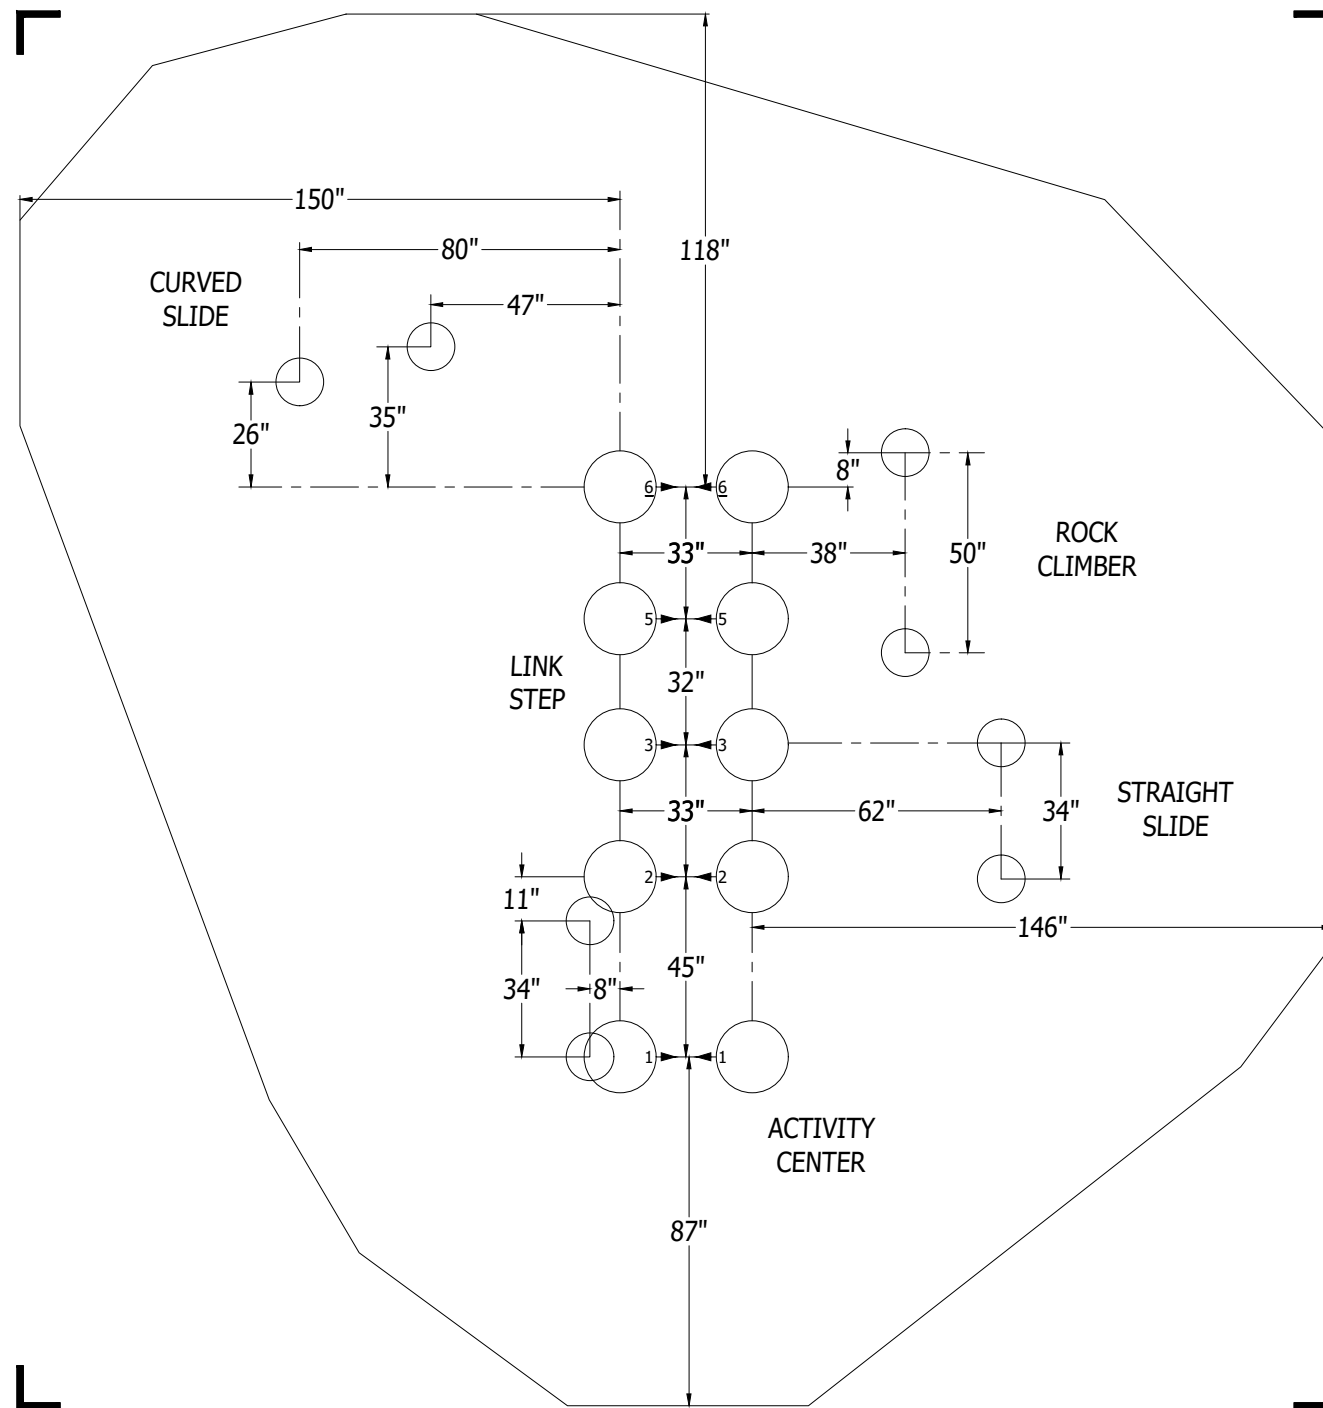 150"
80"
118"
CURVED
SLIDE
47"
35"
26"
8"
6 6
33" 38" 50"
ROCK
CLIMBER
5 5
LINK
STEP
32"
3 3
33" 62" 34"
STRAIGHT
SLIDE
2 2
11"
146"
45"
34" 8"
1 1
ACTIVITY
CENTER
87"